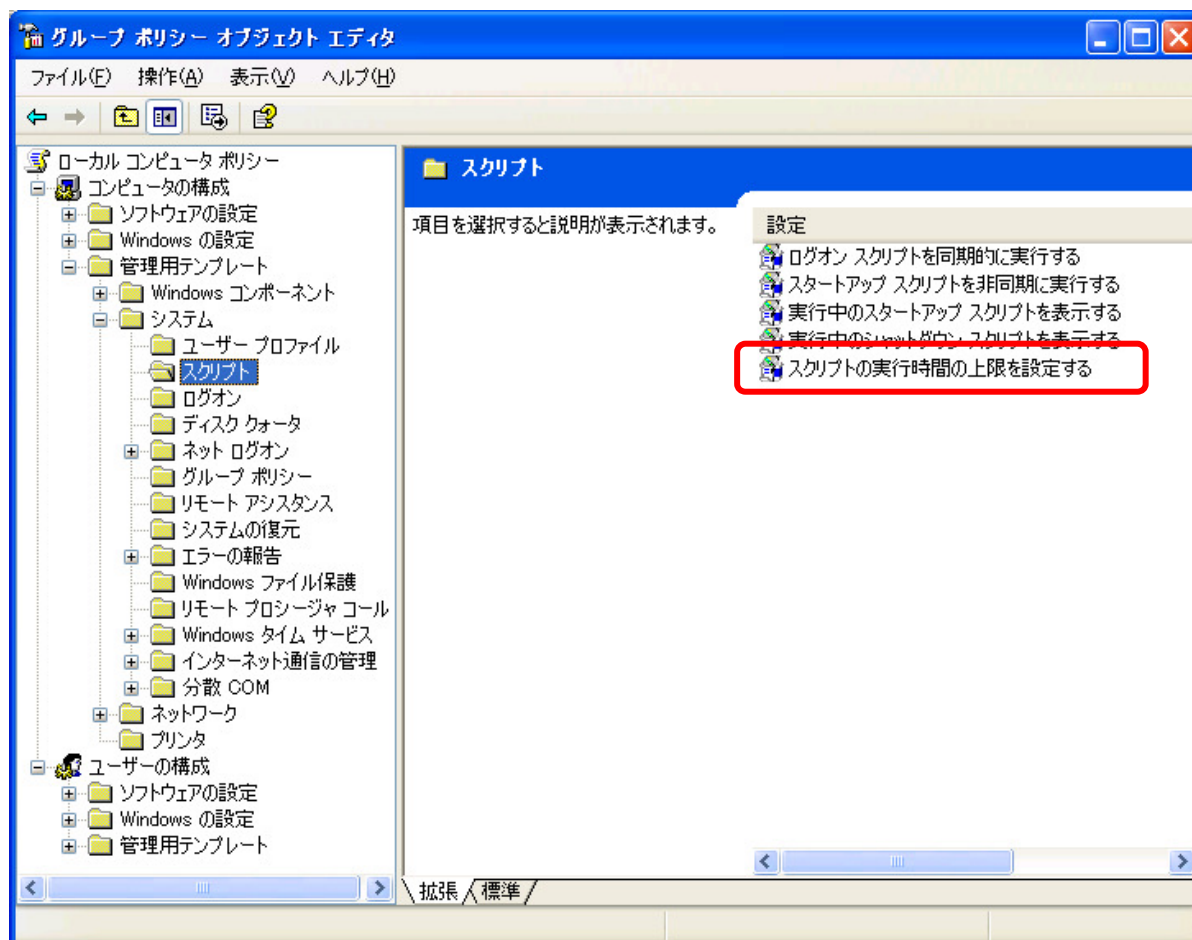 グループ ポリシー オブジェクト エディタ
ファイル(F) 操作(A) 表示(V) ヘルプ(H)
ローカル コンピュータ ポリシー
コンピュータの構成
ソフトウェアの設定
Windows の設定
管理用テンプレート
Windows コンポーネント
システム
ユーザー プロファイル
スクリプト
ログオン
ディスク クォータ
ネット ログオン
グループ ポリシー
リモート アシスタンス
システムの復元
エラーの報告
Windows ファイル保護
リモート プロシージャ コール
Windows タイム サービス
インターネット通信の管理
分散 COM
ネットワーク
プリンタ
ユーザーの構成
ソフトウェアの設定
Windows の設定
管理用テンプレート
スクリプト
項目を選択すると説明が表示されます。
設定
ログオン スクリプトを同期的に実行する
スタートアップ スクリプトを非同期に実行する
実行中のスタートアップ スクリプトを表示する
実行中のシャットダウン スクリプトを表示する
スクリプトの実行時間の上限を設定する
拡張 標準